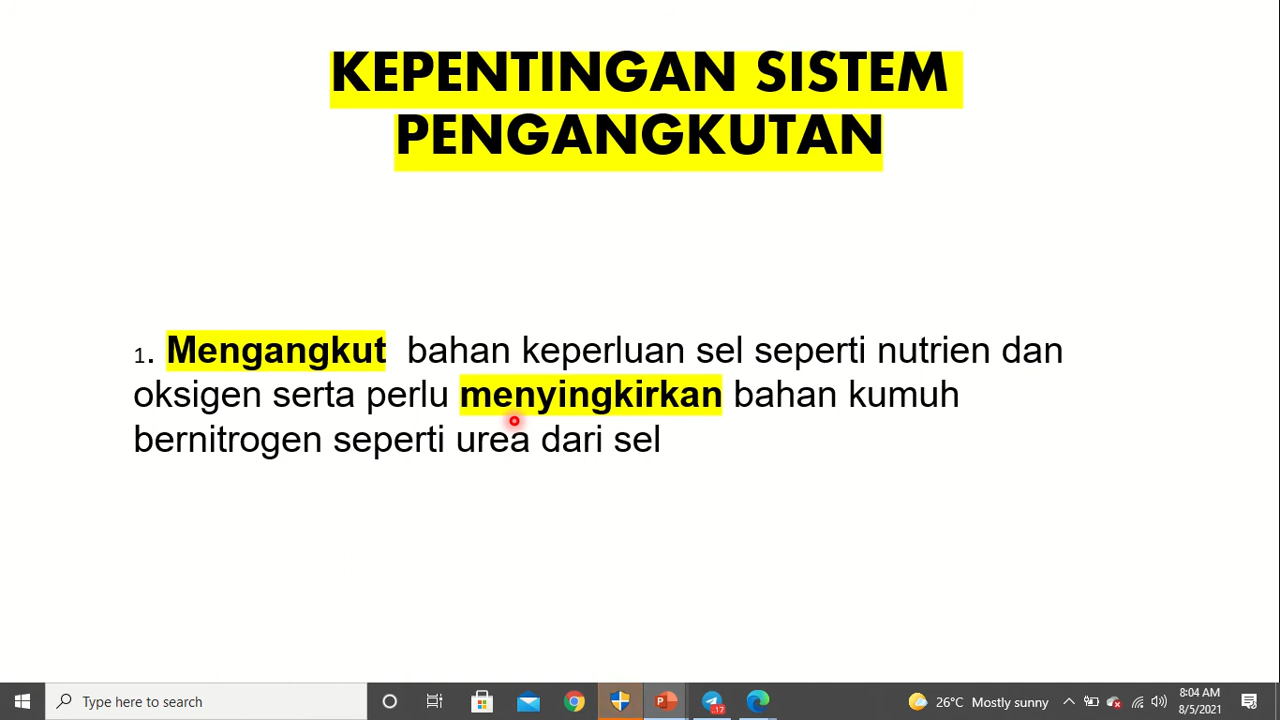 KEPENTINGAN SISTEM
PENGANGKUTAN
1. Mengangkut bahan keperluan sel seperti nutrien dan
oksigen serta perlu menyingkirkan bahan kumuh
bernitrogen seperti urea dari sel
Type here to search
17
26°C Mostly sunny
8:04 AM
8/5/2021